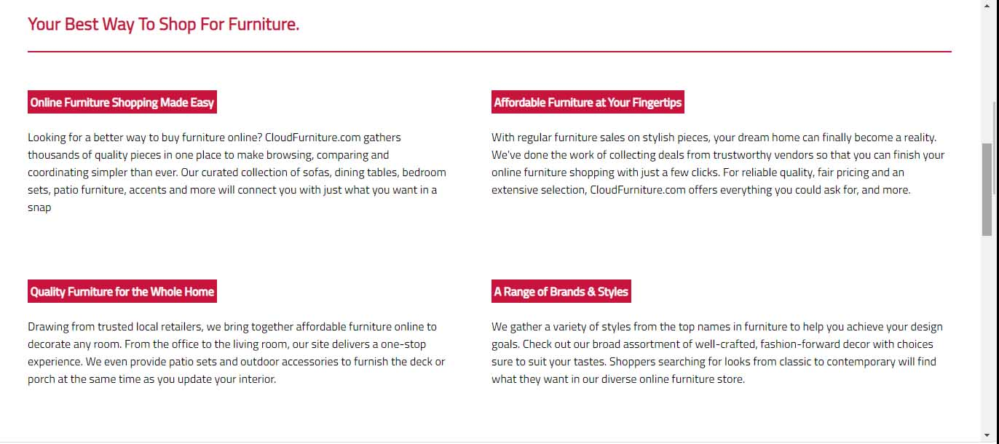 Your Best Way To Shop For Furniture.
Online Furniture Shopping Made Easy
Looking for a better way to buy furniture online? CloudFurniture.com gathers
thousands of quality pieces in one place to make browsing, comparing and
coordinating simpler than ever. Our curated collection of sofas, dining tables, bedroom
sets, patio furniture, accents and more will connect you with just what you want in a
snap
Affordable Furniture at Your Fingertips
With regular furniture sales on stylish pieces, your dream home can finally become a reality.
We've done the work of collecting deals from trustworthy vendors so that you can finish your
online furniture shopping with just a few clicks. For reliable quality, fair pricing and an
extensive selection, CloudFurniture.com offers everything you could ask for, and more.
Quality Furniture for the Whole Home
Drawing from trusted local retailers, we bring together affordable furniture online to
decorate any room. From the office to the living room, our site delivers a one-stop
experience. We even provide patio sets and outdoor accessories to furnish the deck or
porch at the same time as you update your interior.
A Range of Brands & Styles
We gather a variety of styles from the top names in furniture to help you achieve your design
goals. Check out our broad assortment of well-crafted, fashion-forward decor with choices
sure to suit your tastes. Shoppers searching for looks from classic to contemporary will find
what they want in our diverse online furniture store.